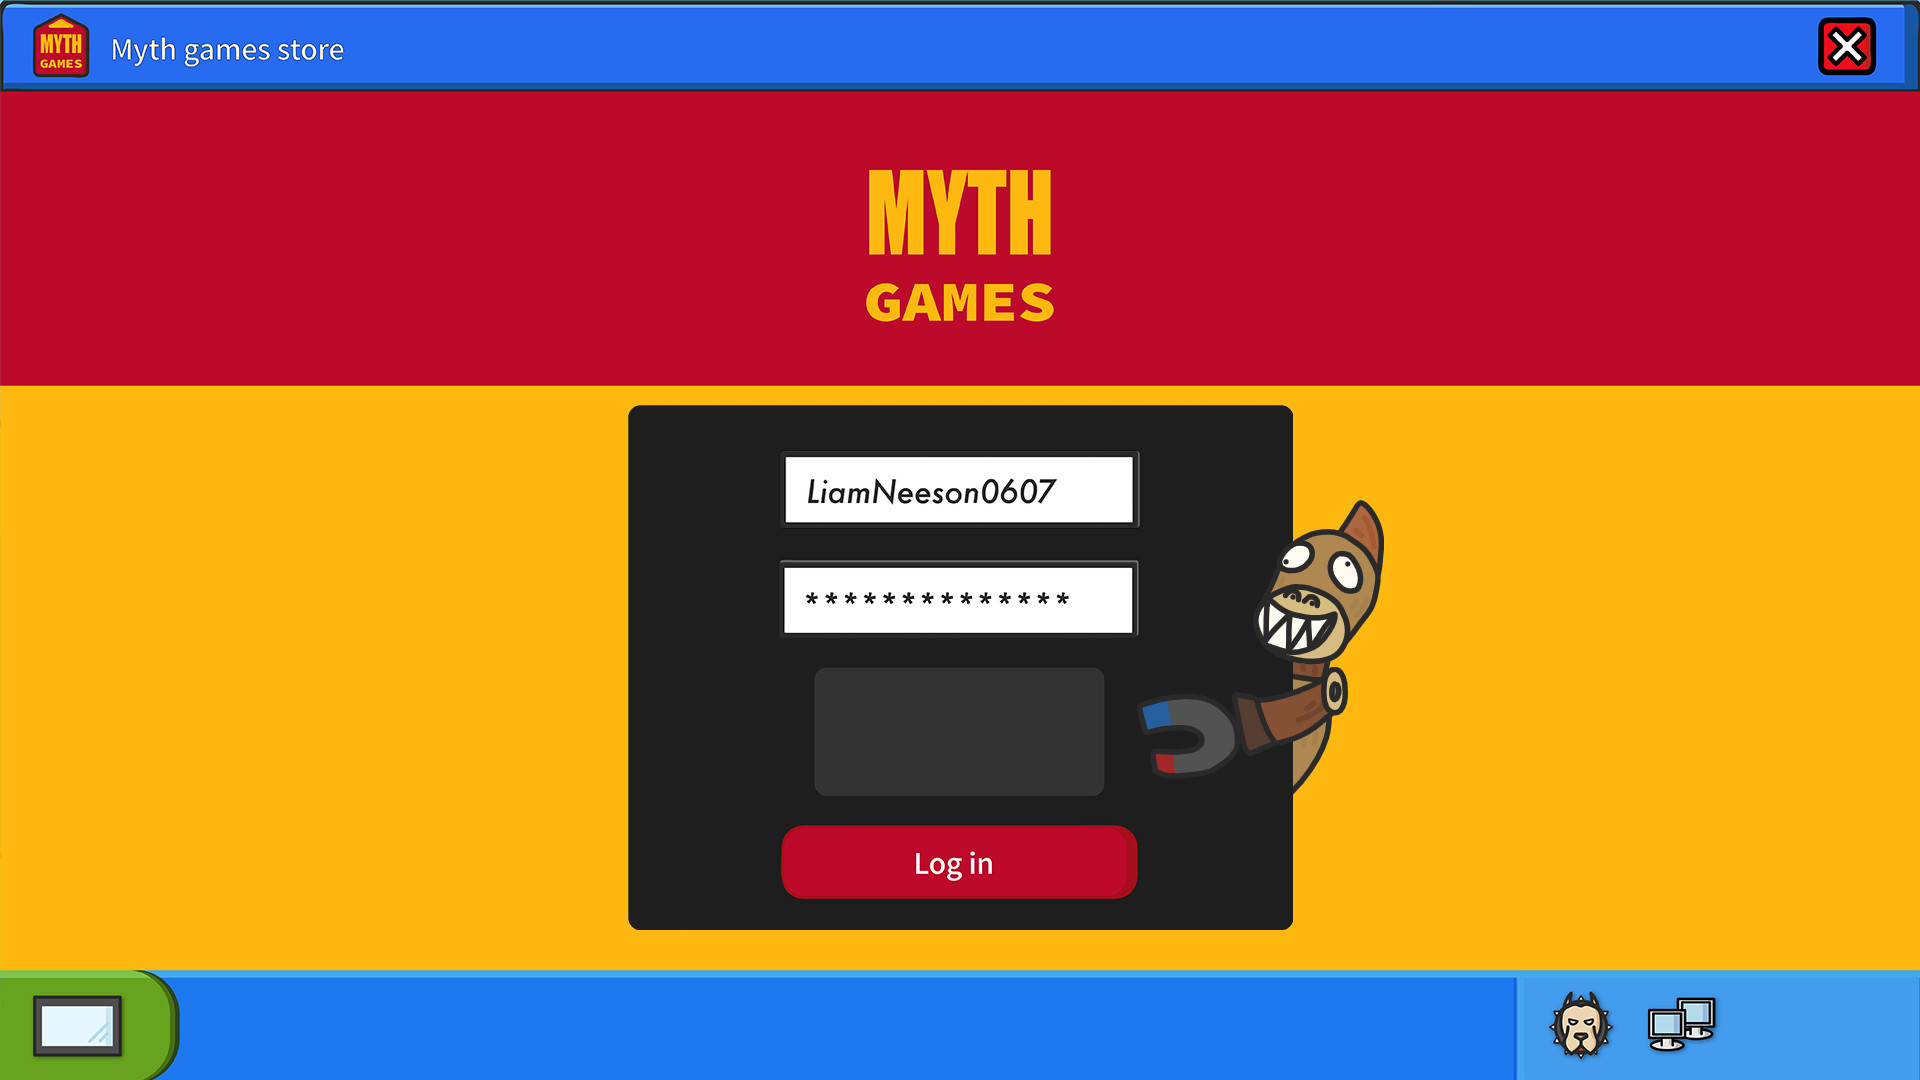 MYTH
GAMES
Myth games store
MYTH
GAMES
LiamNeeson0607
**************
Log in